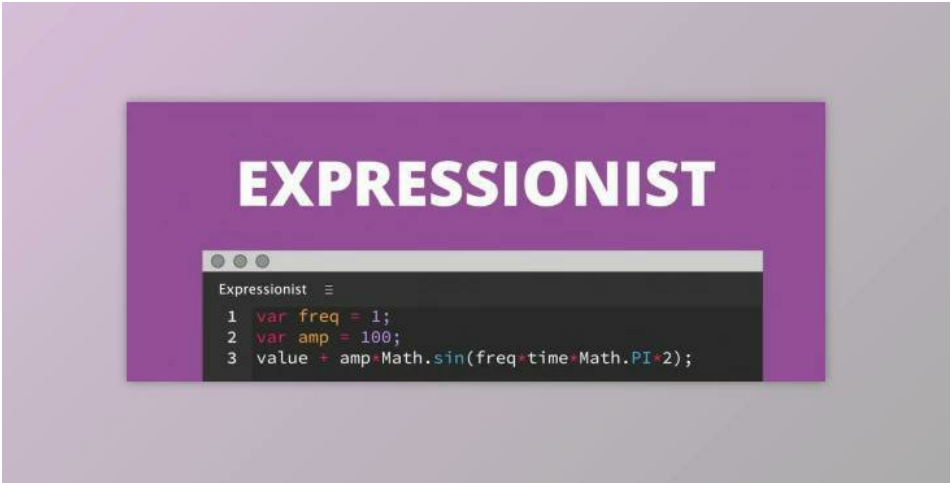 EXPRESSIONIST
Expressionist
1 var freq = 1;
2 var amp = 100;
3 value + amp*Math.sin(freq*time*Math.PI*2);